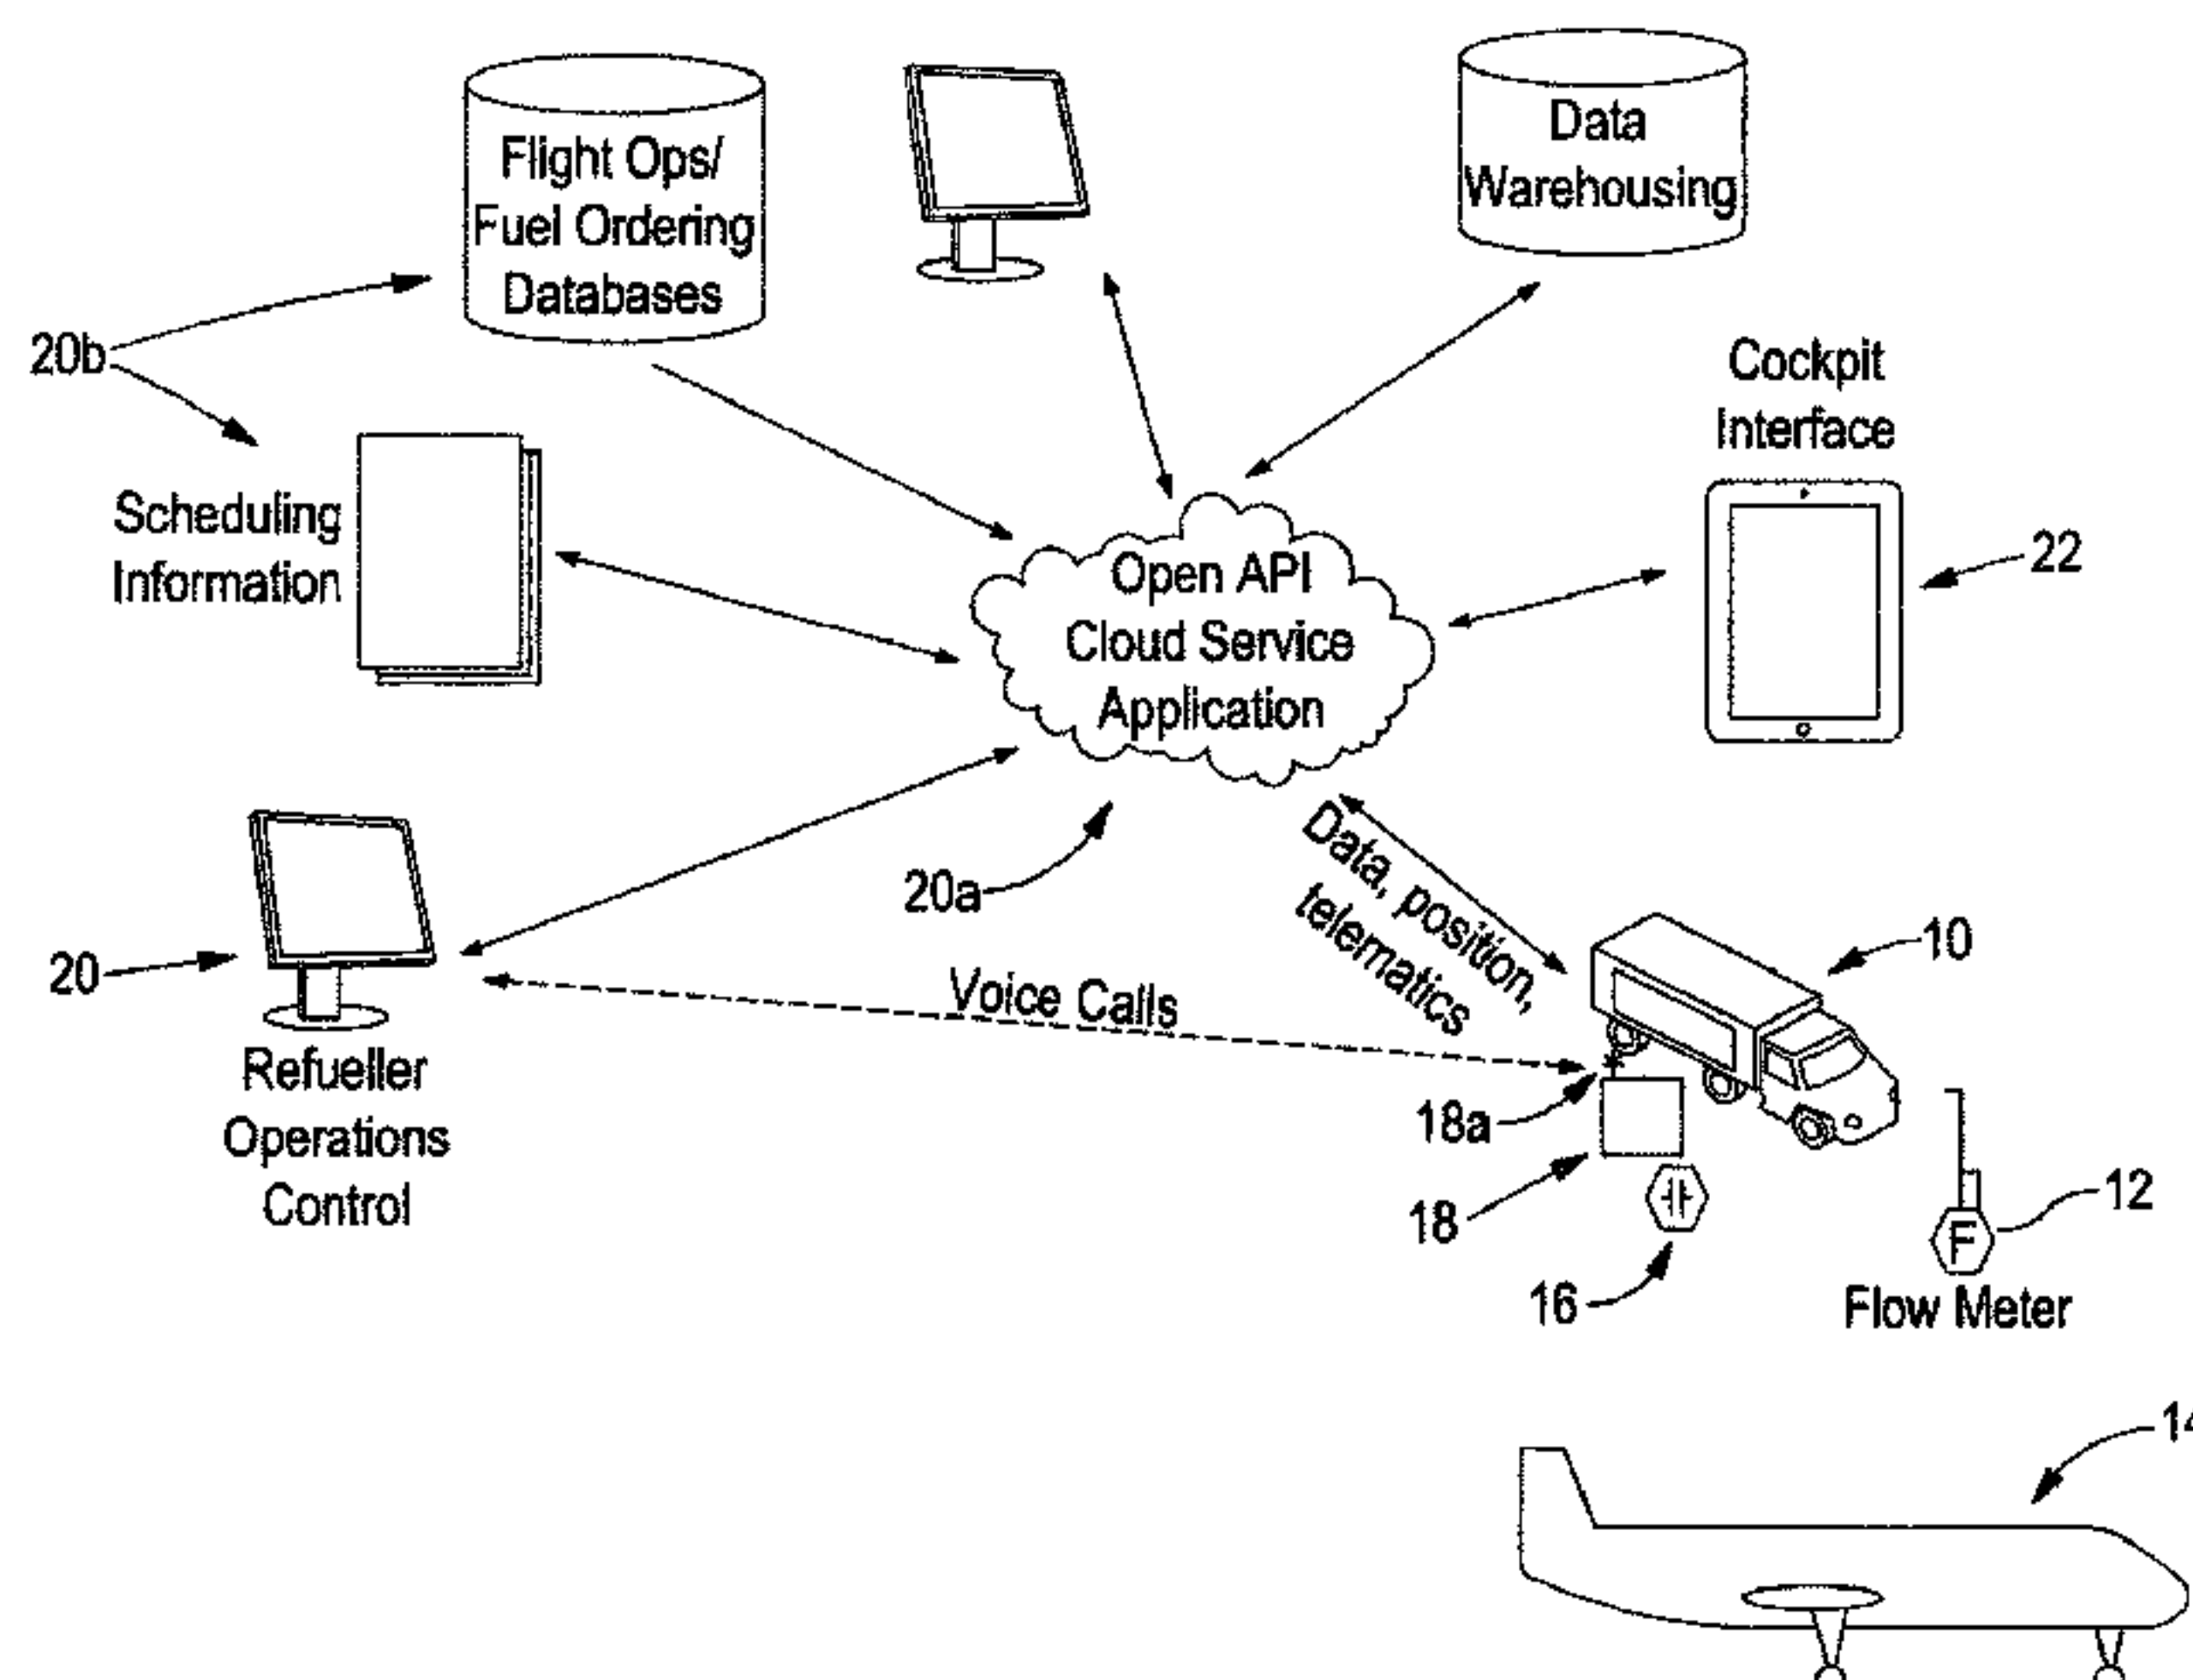 Flight Ops/
Fuel Ordering
Databases
Data
Warehousing
20b
Cockpit
Interface
Scheduling
Information
Open API
Cloud Service
Application
22
20a
Data, position,
telematics
10
20
Voice Calls
Refueller
Operations
Control
18a
18
12
F
16
Flow Meter
14